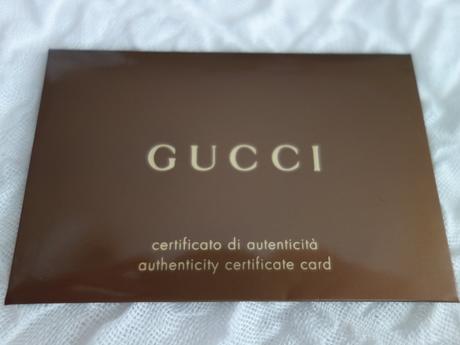 GUCCI
certificato di autenticità
authenticity certificate card